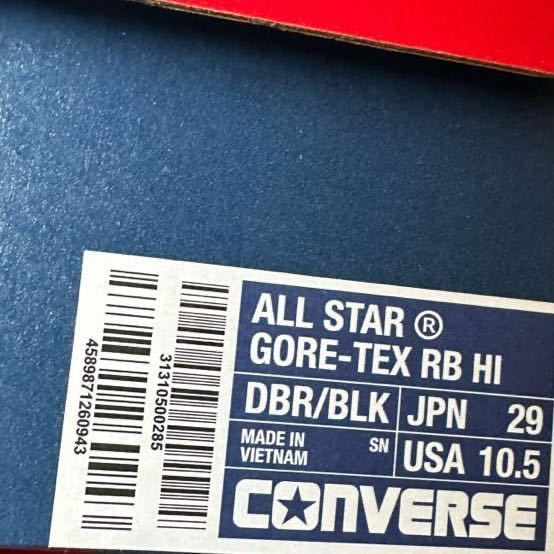 ALL STAR ®
GORE-TEX RB HI
DBR/BLK JPN 29
MADE IN VIETNAM SN USA 10.5
CONVERSE
4589871260943
31310500285